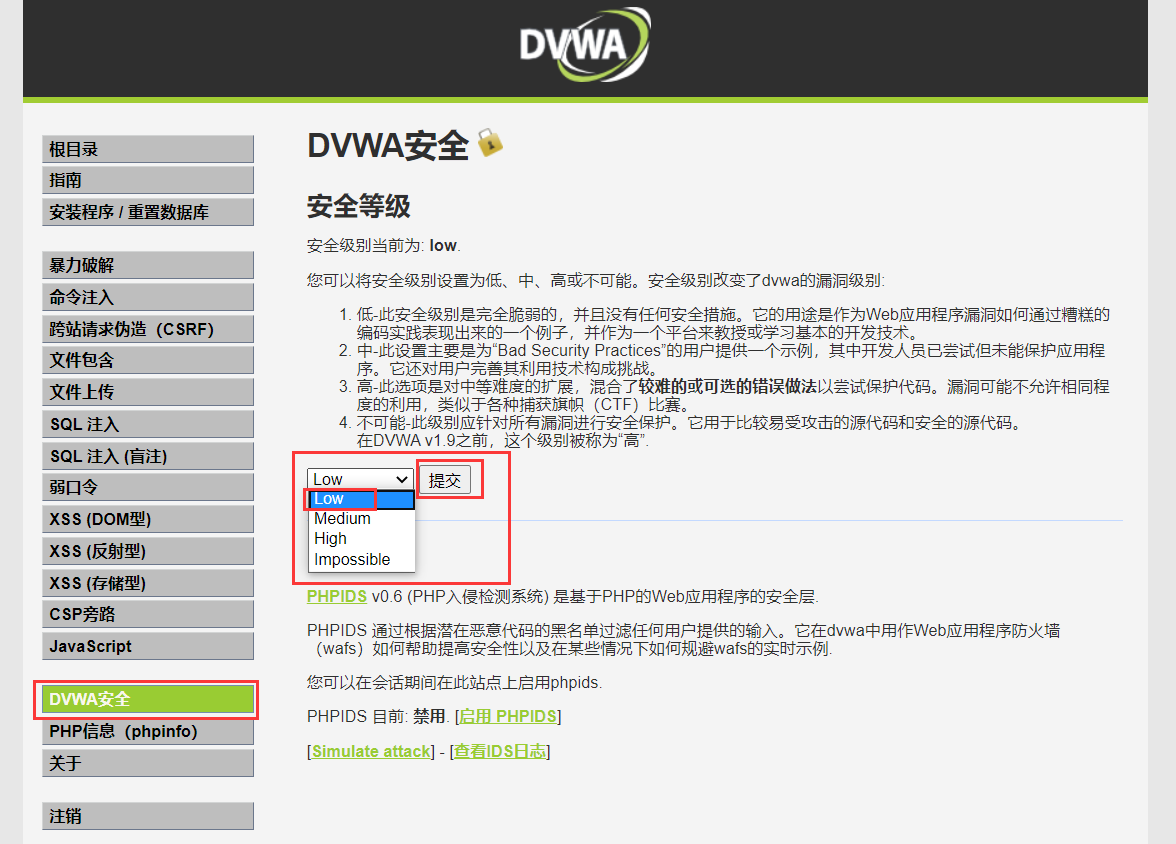 DVWA
根目录
指南
安装程序 / 重置数据库
暴力破解
命令注入
跨站请求伪造（CSRF）
文件包含
文件上传
SQL 注入
SQL 注入 (盲注)
弱口令
XSS (DOM型)
XSS (反射型)
XSS (存储型)
CSP旁路
JavaScript
DVWA安全
PHP信息（phpinfo）
关于
注销
DVWA安全
安全等级
安全级别当前为: low.
您可以将安全级别设置为低、中、高或不可能。安全级别改变了dvwa的漏洞级别:
1. 低-此安全级别是完全脆弱的，并且没有任何安全措施。它的用途是作为Web应用程序漏洞如何通过糟糕的
编码实践表现出来的一个例子，并作为一个平台来教授或学习基本的开发技术。
2. 中-此设置主要是为“Bad Security Practices”的用户提供一个示例，其中开发人员已尝试但未能保护应用程
序。它还对用户完善其利用技术构成挑战。
3. 高-此选项是对中等难度的扩展，混合了较难的或可选的错误做法以尝试保护代码。漏洞可能不允许相同程
度的利用，类似于各种捕获旗帜（CTF）比赛。
4. 不可能-此级别应针对所有漏洞进行安全保护。它用于比较易受攻击的源代码和安全的源代码。
在DVWA v1.9之前，这个级别被称为“高”.
Low
提交
Low
Medium
High
Impossible
PHPIDS v0.6 (PHP入侵检测系统) 是基于PHP的Web应用程序的安全层.
PHPIDS 通过根据潜在恶意代码的黑名单过滤任何用户提供的输入。它在dvwa中用作Web应用程序防火墙
（wafs）如何帮助提高安全性以及在某些情况下如何规避wafs的实时示例.
您可以在会话期间在此站点上启用phpids.
PHPIDS 目前: 禁用. [启用 PHPIDS]
[Simulate attack] - [查看IDS日志]